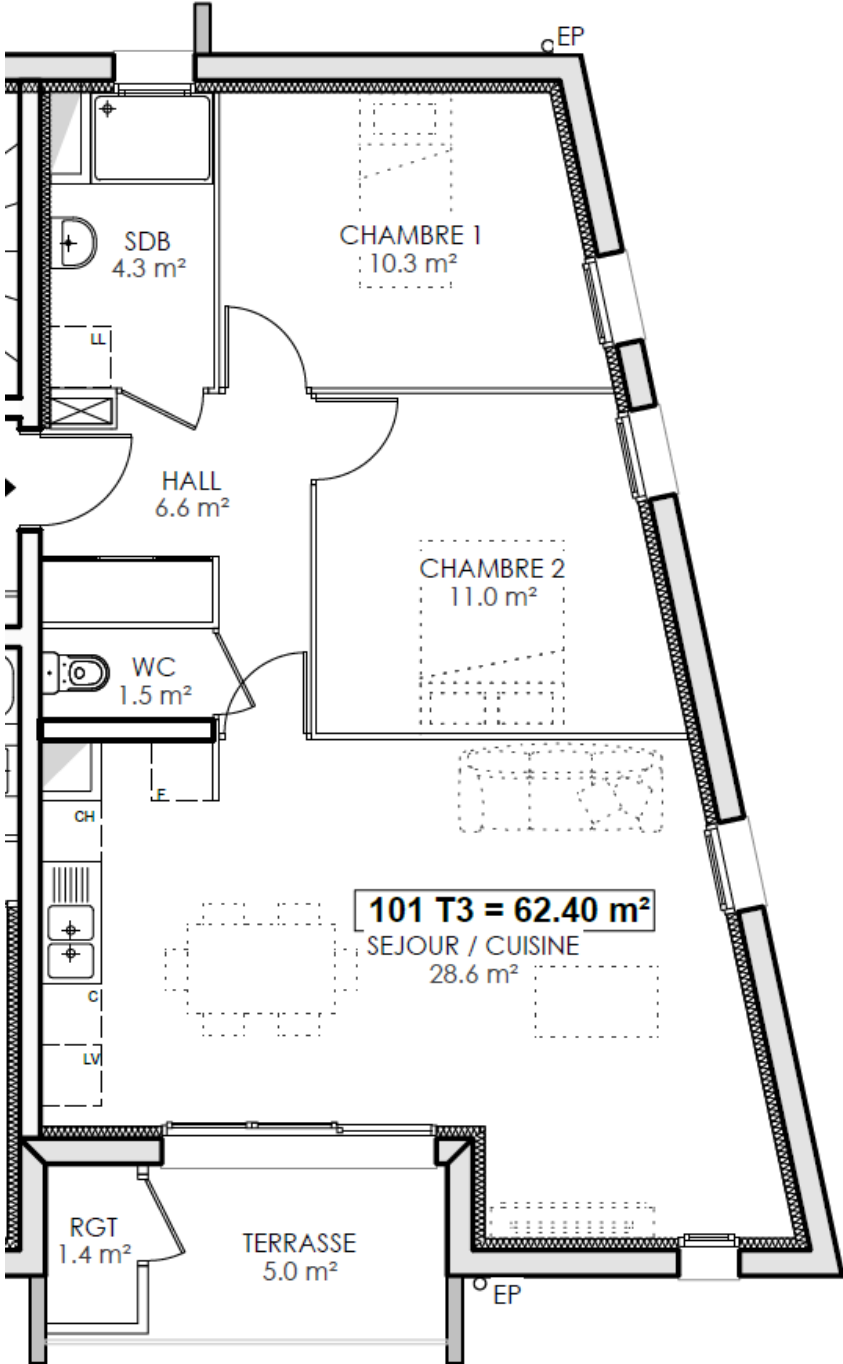 EP
SDB
4.3 m²
CHAMBRE 1
10.3 m²
LL
HALL
6.6 m²
CHAMBRE 2
11.0 m²
WC
1.5 m²
F
CH
101 T3 = 62.40 m²
SEJOUR / CUISINE
28.6 m²
C
LV
RGT
1.4 m²
TERRASSE
5.0 m²
EP